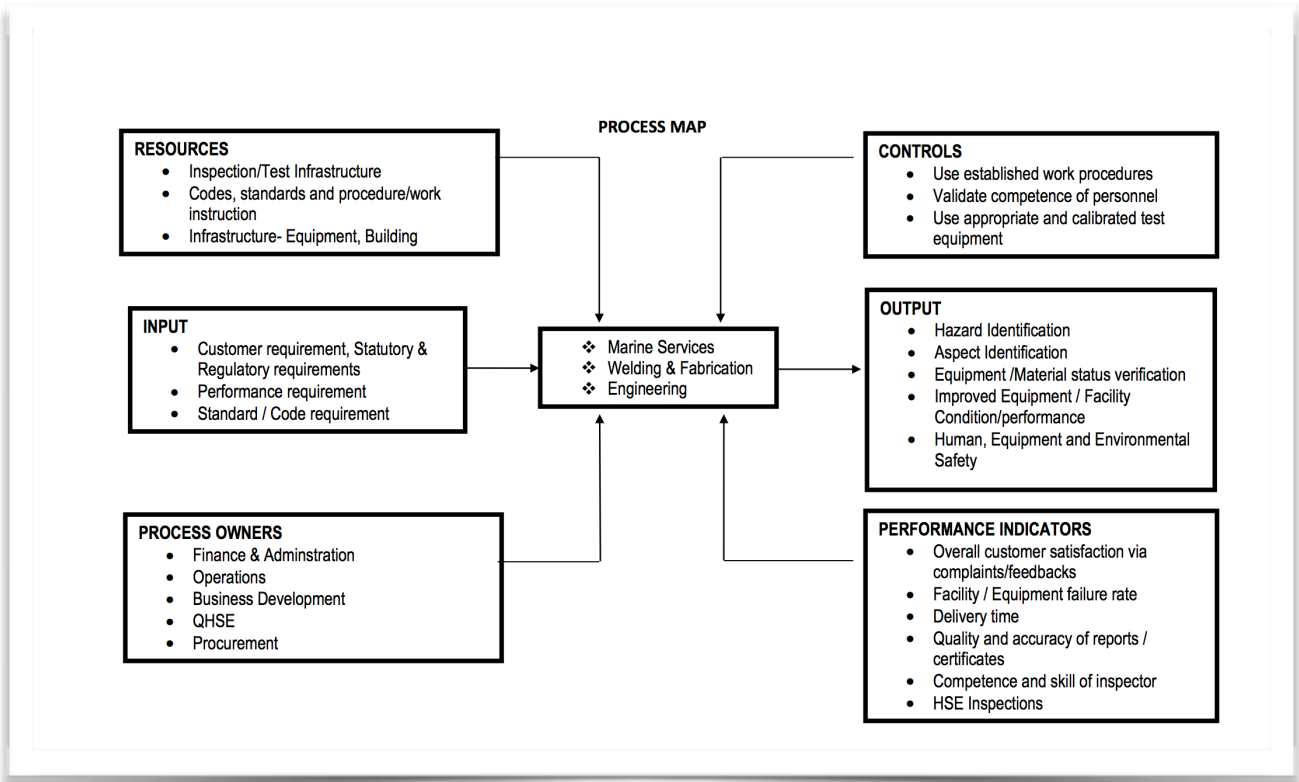 PROCESS MAP
RESOURCES
• Inspection/Test Infrastructure
• Codes, standards and procedure/work
instruction
• Infrastructure- Equipment, Building
CONTROLS
• Use established work procedures
• Validate competence of personnel
• Use appropriate and calibrated test
equipment
INPUT
• Customer requirement, Statutory &
Regulatory requirements
• Performance requirement
• Standard / Code requirement
❖ Marine Services
❖ Welding & Fabrication
❖ Engineering
OUTPUT
• Hazard Identification
• Aspect Identification
• Equipment /Material status verification
• Improved Equipment / Facility
Condition/performance
• Human, Equipment and Environmental
Safety
PROCESS OWNERS
• Finance & Adminstration
• Operations
• Business Development
• QHSE
• Procurement
PERFORMANCE INDICATORS
• Overall customer satisfaction via
complaints/feedbacks
• Facility / Equipment failure rate
• Delivery time
• Quality and accuracy of reports /
certificates
• Competence and skill of inspector
• HSE Inspections